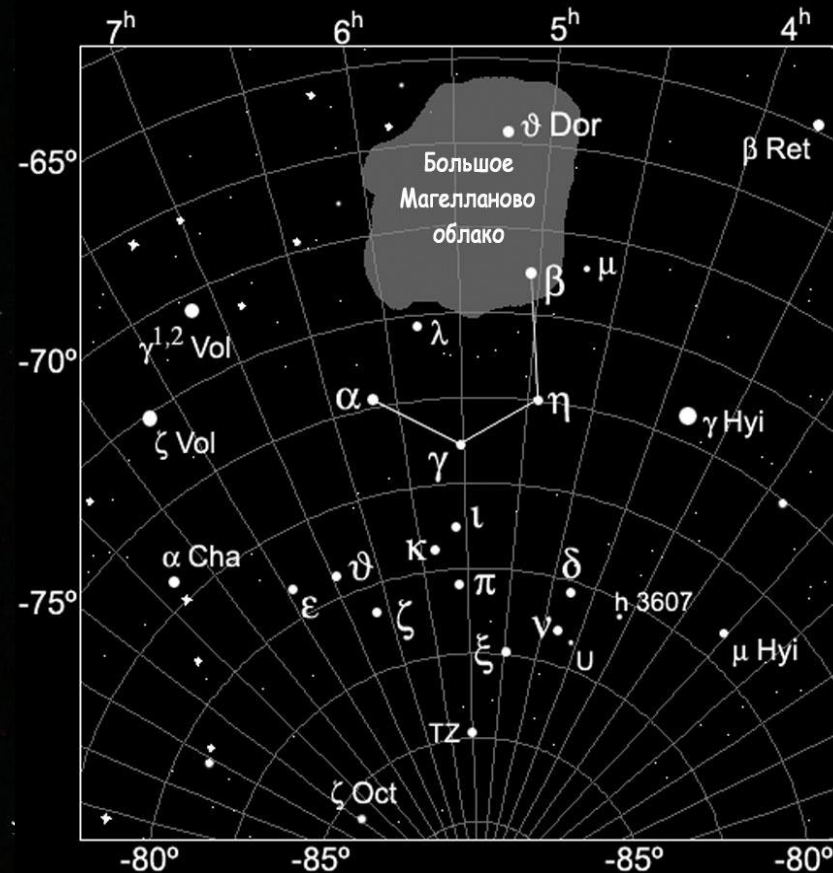 7h 6h 5h 4h
ϑ Dor
β Ret
-65º
Большое
Магелланово
облако
β μ
γ1,2 Vol
λ
-70º
α η
γ Hyi
ζ Vol
γ
ι
κ
α Cha
ϑ
π δ
h 3607
-75º
ε ζ
ν
ξ U
μ Hyi
TZ
ζ Oct
-80º -85º -85º -80º